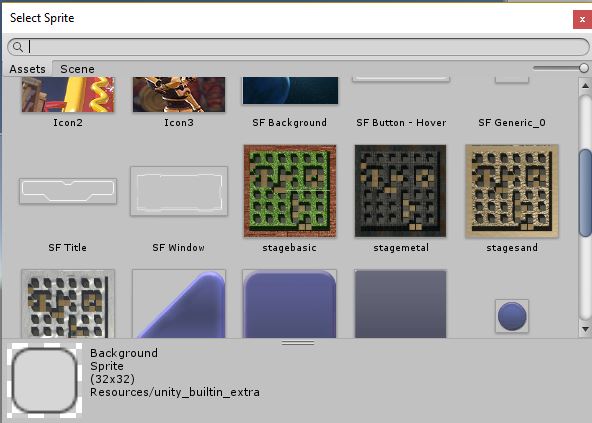 Select Sprite
x
Assets Scene
Icon2 Icon3 SF Background SF Button - Hover SF Generic_0
SF Title SF Window stagebasic stagemetal stagesand
Background
Sprite
(32x32)
Resources/unity_builtin_extra